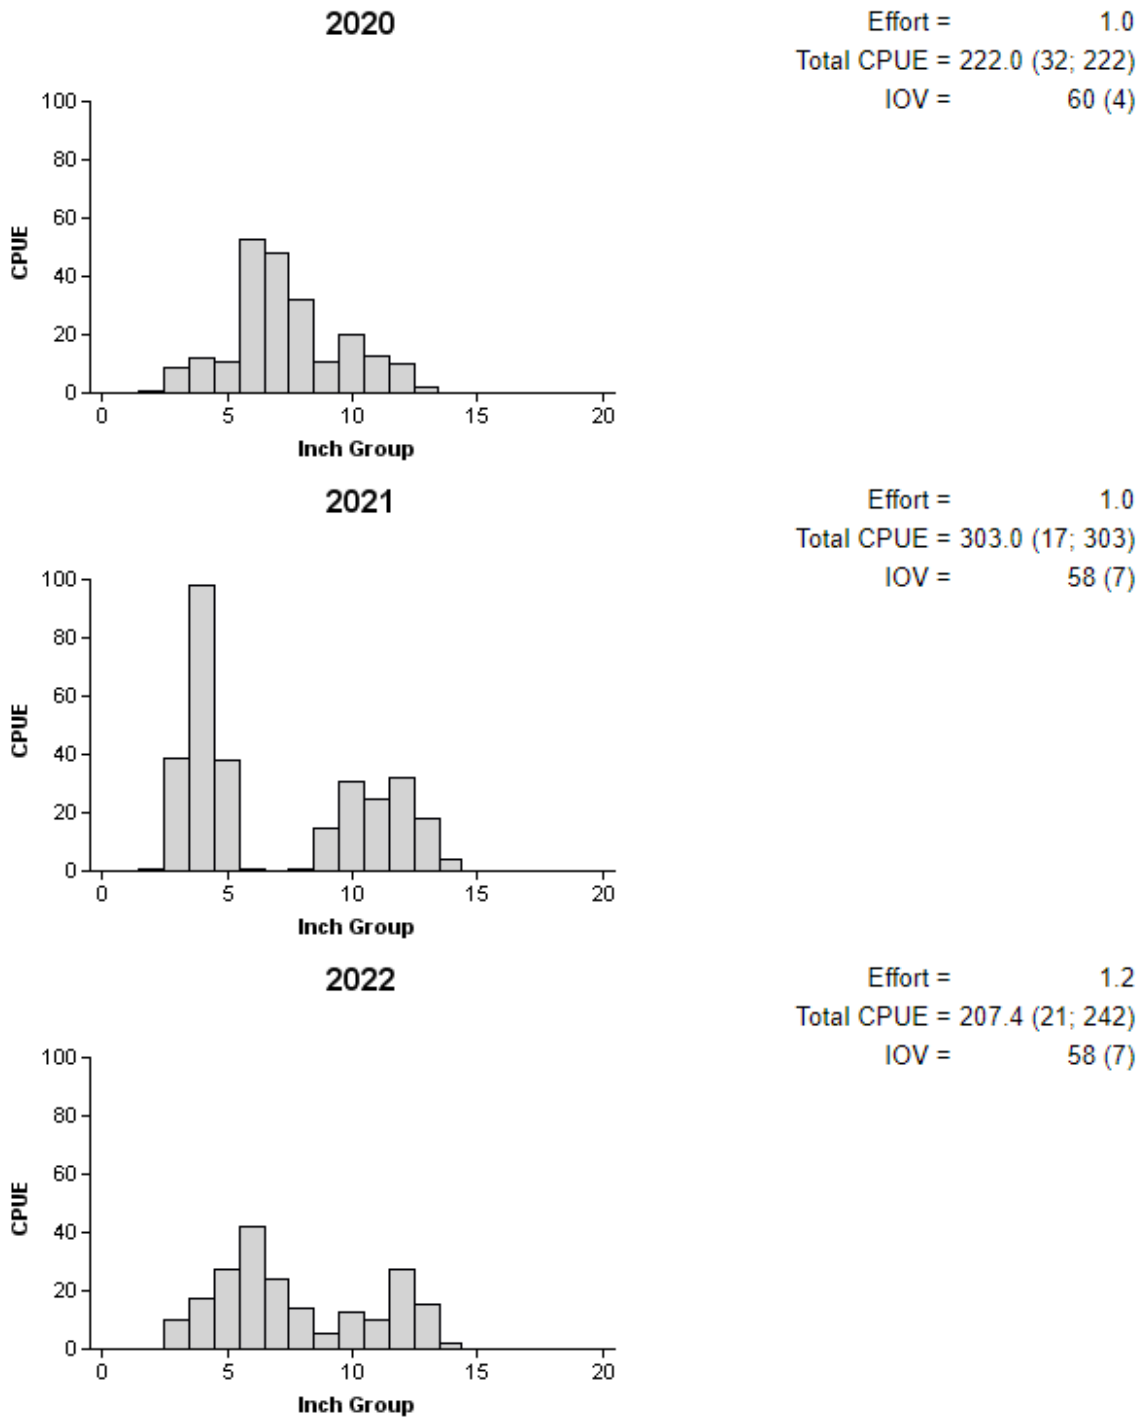 2020
Effort = 1.0
Total CPUE = 222.0 (32; 222)
IOV = 60 (4)
100
80
60
40
20
0
CPUE
0 5 10 15 20
Inch Group
2021
Effort = 1.0
Total CPUE = 303.0 (17; 303)
IOV = 58 (7)
100
80
60
40
20
0
CPUE
0 5 10 15 20
Inch Group
2022
Effort = 1.2
Total CPUE = 207.4 (21; 242)
IOV = 58 (7)
100
80
60
40
20
0
CPUE
0 5 10 15 20
Inch Group